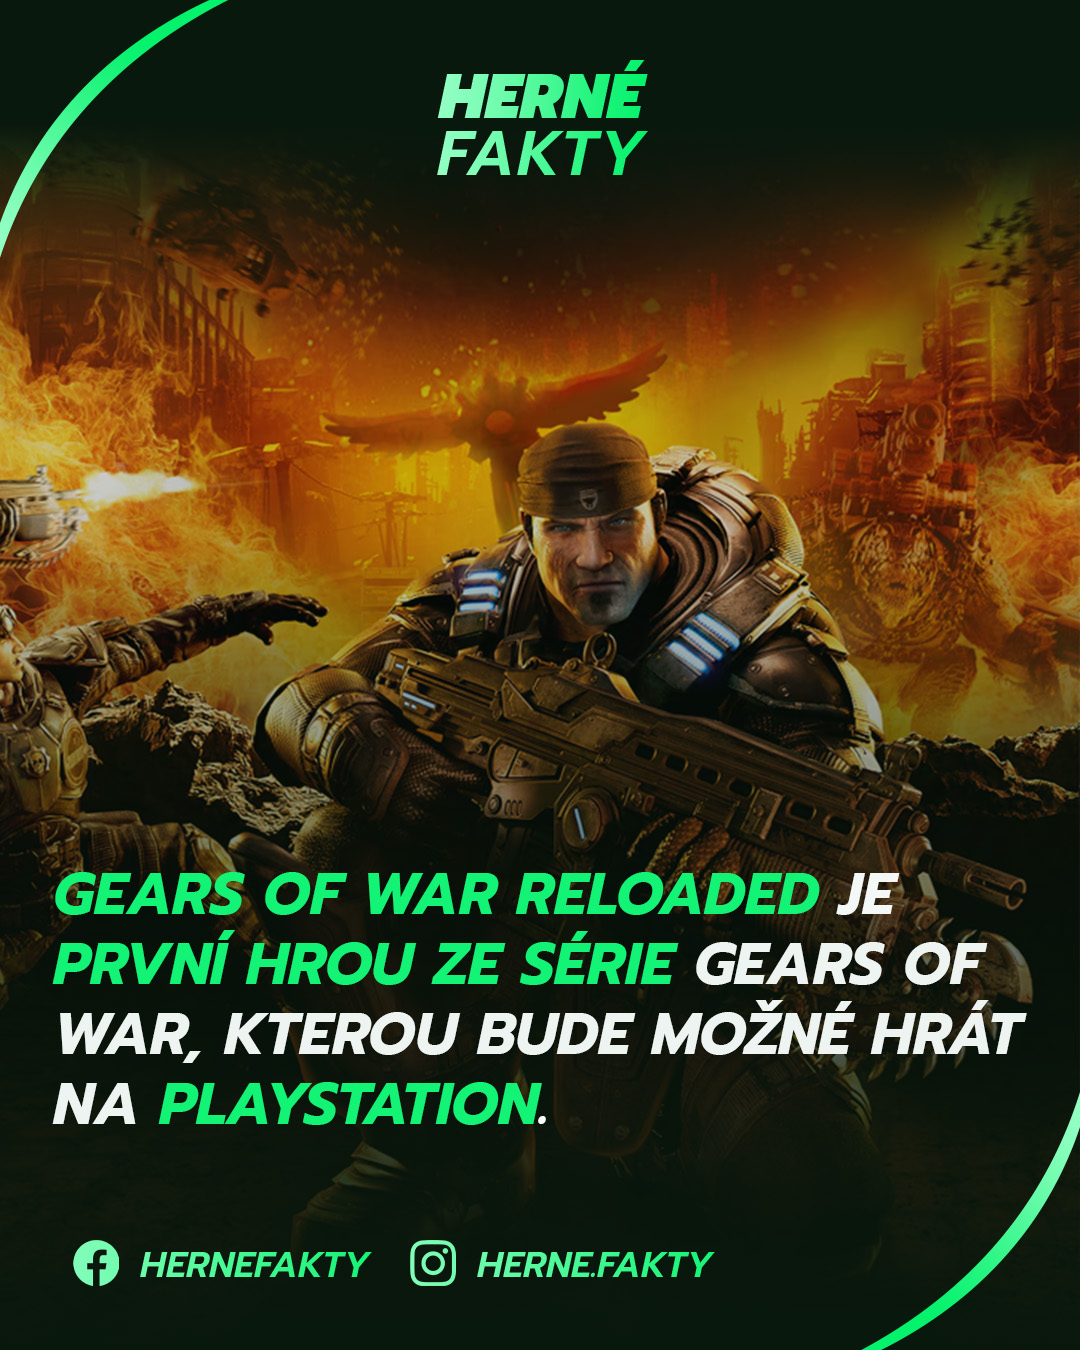 HERNÉ
FAKTY
GEARS OF WAR RELOADED JE
PRVNÍ HROU ZE SÉRIE GEARS OF
WAR, KTEROU BUDE MOŽNÉ HRÁT
NA PLAYSTATION.
HERNEFAKTY HERNE.FAKTY